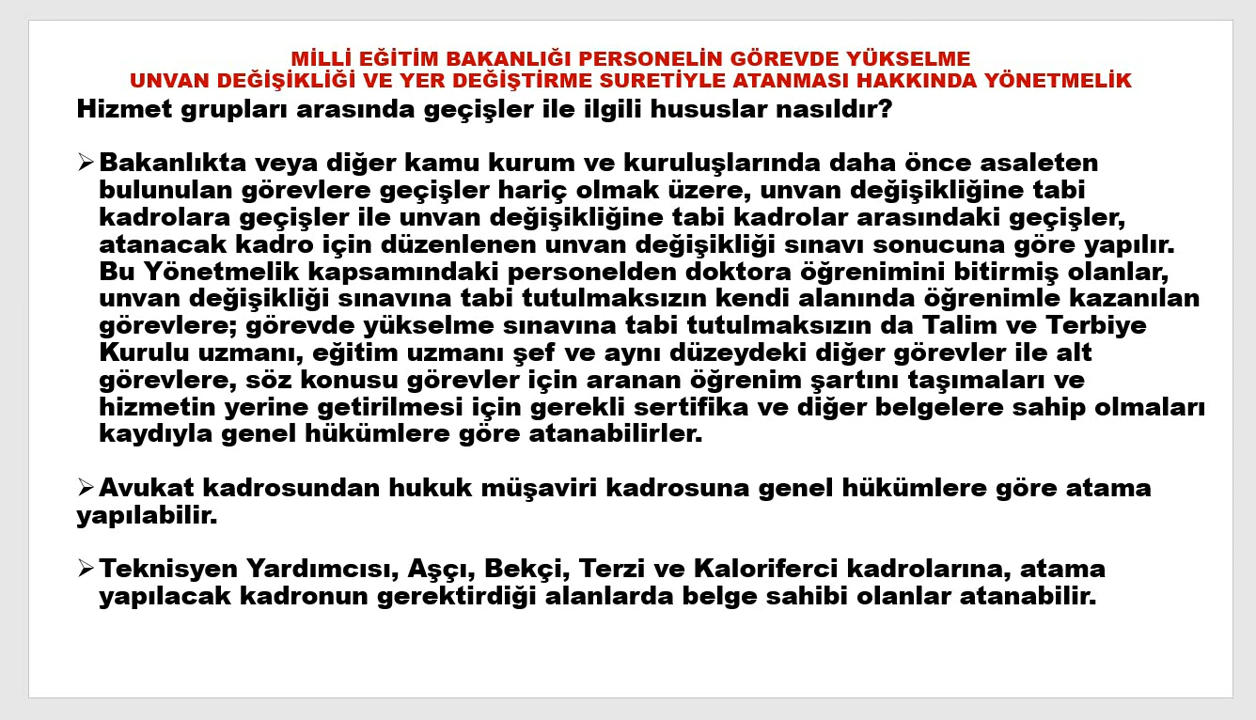 MİLLİ EĞİTİM BAKANLIĞI PERSONELİN GÖREVDE YÜKSELME
UNVAN DEĞİŞİKLİĞİ VE YER DEĞİŞTİRME SURETİYLE ATANMASI HAKKINDA YÖNETMELİK
Hizmet grupları arasında geçişler ile ilgili hususlar nasıldır?
➢Bakanlıkta veya diğer kamu kurum ve kuruluşlarında daha önce asaleten
bulunulan görevlere geçişler hariç olmak üzere, unvan değişikliğine tabi
kadrolara geçişler ile unvan değişikliğine tabi kadrolar arasındaki geçişler,
atanacak kadro için düzenlenen unvan değişikliği sınavı sonucuna göre yapılır.
Bu Yönetmelik kapsamındaki personelden doktora öğrenimini bitirmiş olanlar,
unvan değişikliği sınavına tabi tutulmaksızın kendi alanında öğrenimle kazanılan
görevlere; görevde yükselme sınavına tabi tutulmaksızın da Talim ve Terbiye
Kurulu uzmanı, eğitim uzmanı şef ve aynı düzeydeki diğer görevler ile alt
görevlere, söz konusu görevler için aranan öğrenim şartını taşımaları ve
hizmetin yerine getirilmesi için gerekli sertifika ve diğer belgelere sahip olmaları
kaydıyla genel hükümlere göre atanabilirler.
➢Avukat kadrosundan hukuk müşaviri kadrosuna genel hükümlere göre atama
yapılabilir.
➢Teknisyen Yardımcısı, Aşçı, Bekçi, Terzi ve Kaloriferci kadrolarına, atama
yapılacak kadronun gerektirdiği alanlarda belge sahibi olanlar atanabilir.